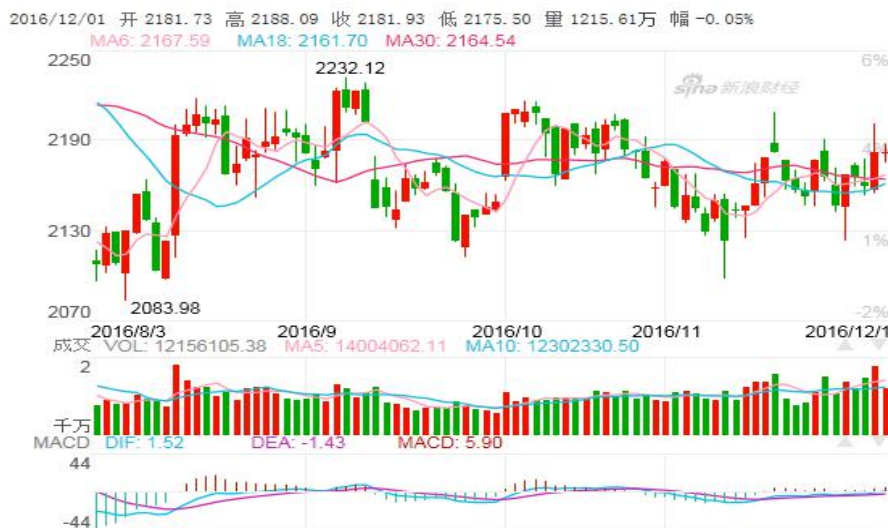 2016/12/01 开 2181.73 高 2188.09 收 2181.93 低 2175.50 量 1215.61万 幅 -0.05%
MA6: 2167.59 MA18: 2161.70 MA30: 2164.54
2250 6%
2232.12
sina 新浪财经
2190 4%
2130 1%
2083.98
2070 -2%
2016/8/3 2016/9 2016/10 2016/11 2016/12/1
成交 VOL: 12156105.38 MA5: 14004062.11 MA10: 12302330.50
2
千万
MACD DIF: 1.52 DEA: -1.43 MACD: 5.90
44
-44